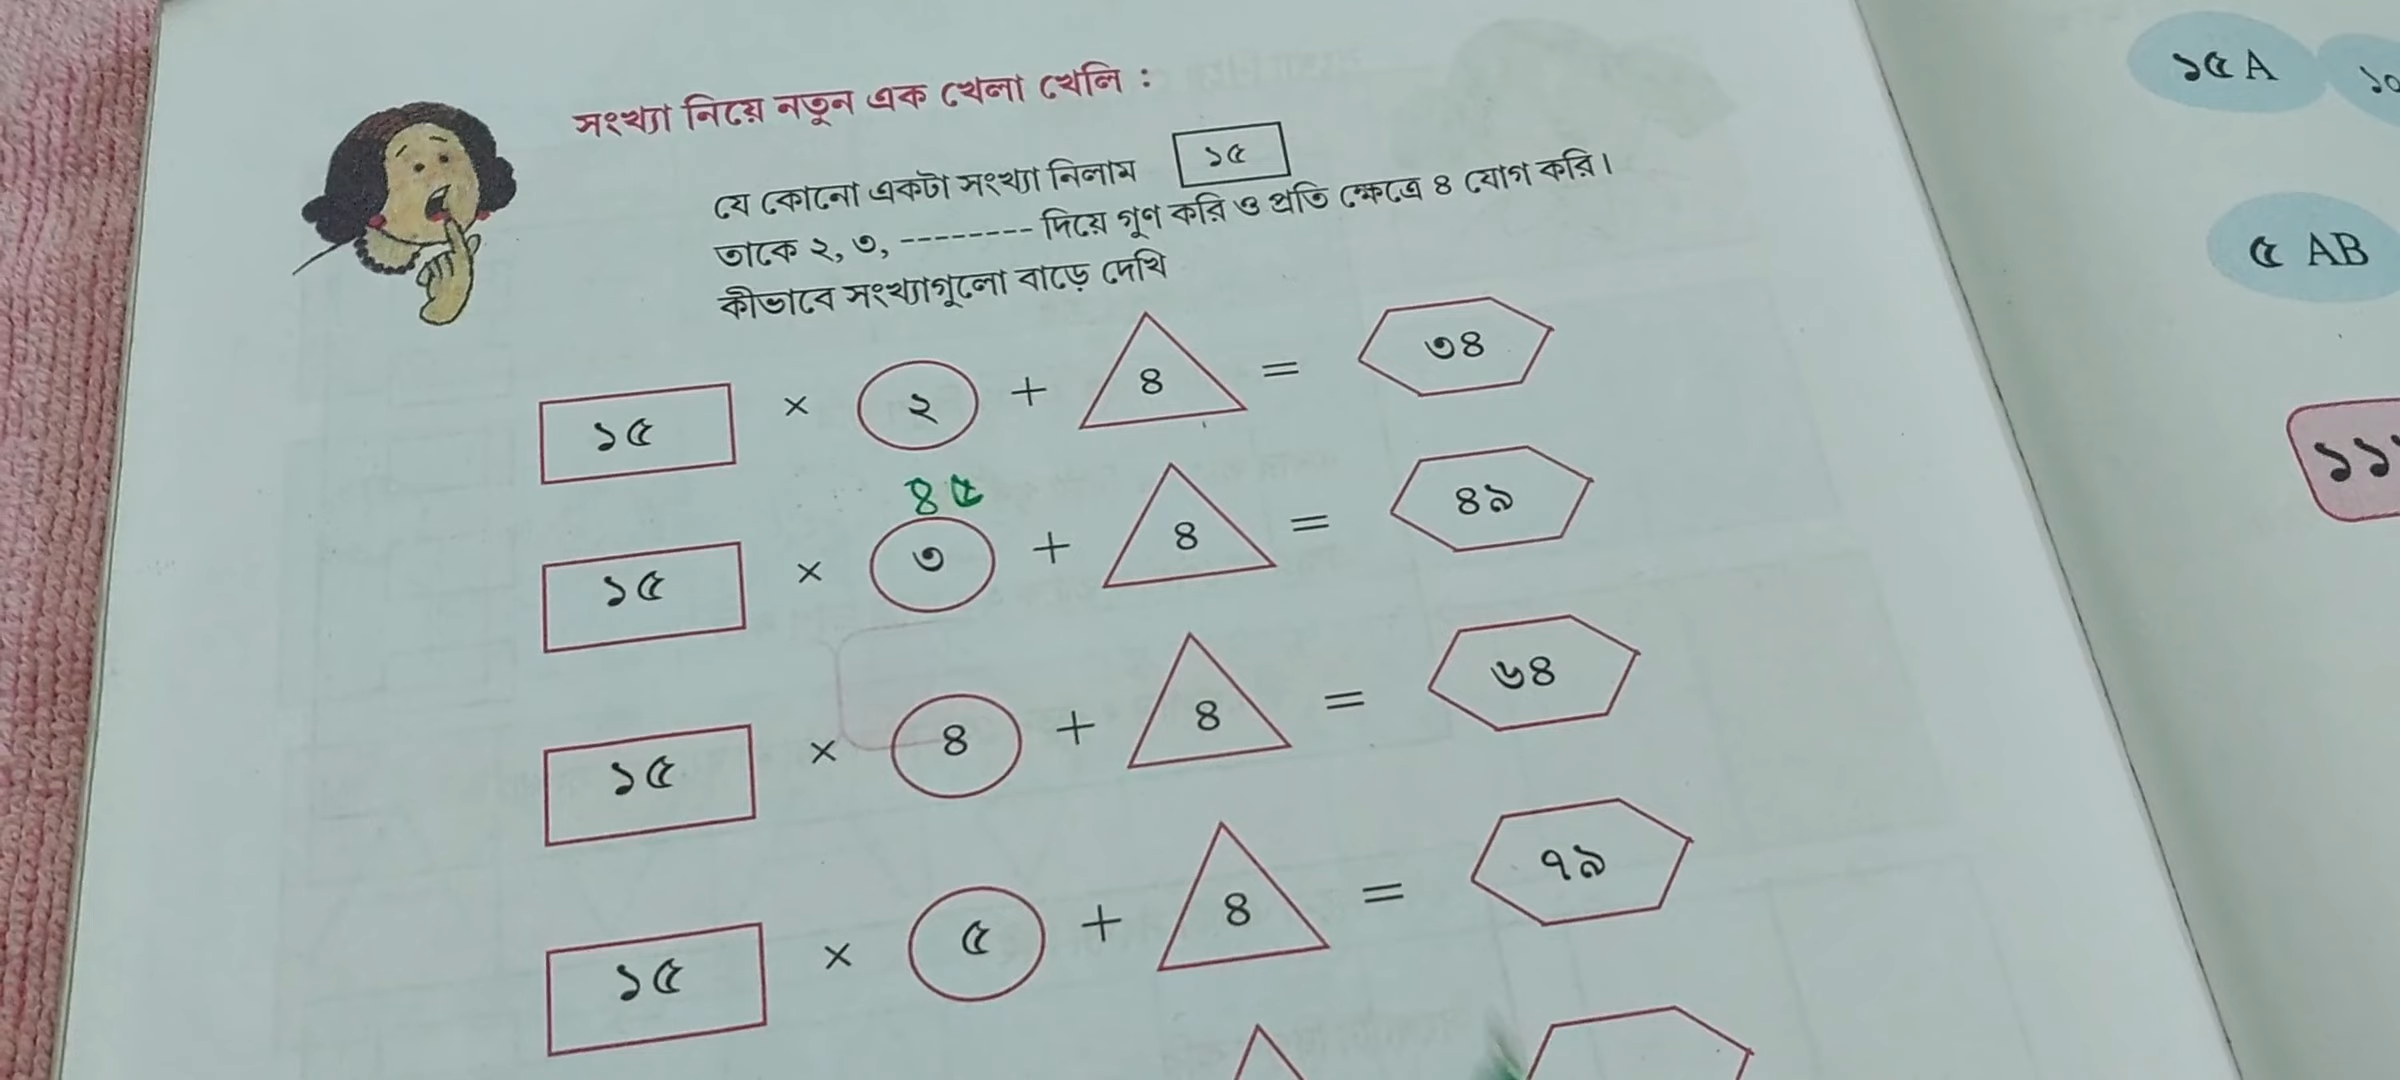 সংখ্যা নিয়ে নতুন এক খেলা খেলি :
যে কোনো একটা সংখ্যা নিলাম ১৫
তাকে ২, ৩, -------- দিয়ে গুণ করি ও প্রতি ক্ষেত্রে ৪ যোগ করি।
কীভাবে সংখ্যাগুলো বাড়ে দেখি
১৫ × ২ + ৪ = ৩৪
৪৫
১৫ × ৩ + ৪ = ৪৯
১৫ × ৪ + ৪ = ৬৪
১৫ × ৫ + ৪ = ৭৯
১৫ A
৫ AB